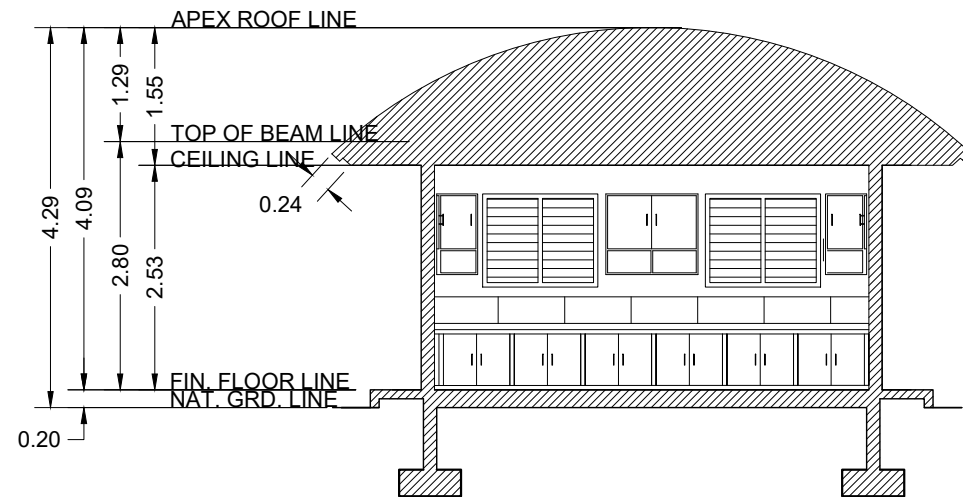 APEX ROOF LINE
1.29
1.55
TOP OF BEAM LINE
CEILING LINE
0.24
4.29
4.09
2.80
2.53
FIN. FLOOR LINE
NAT. GRD. LINE
0.20